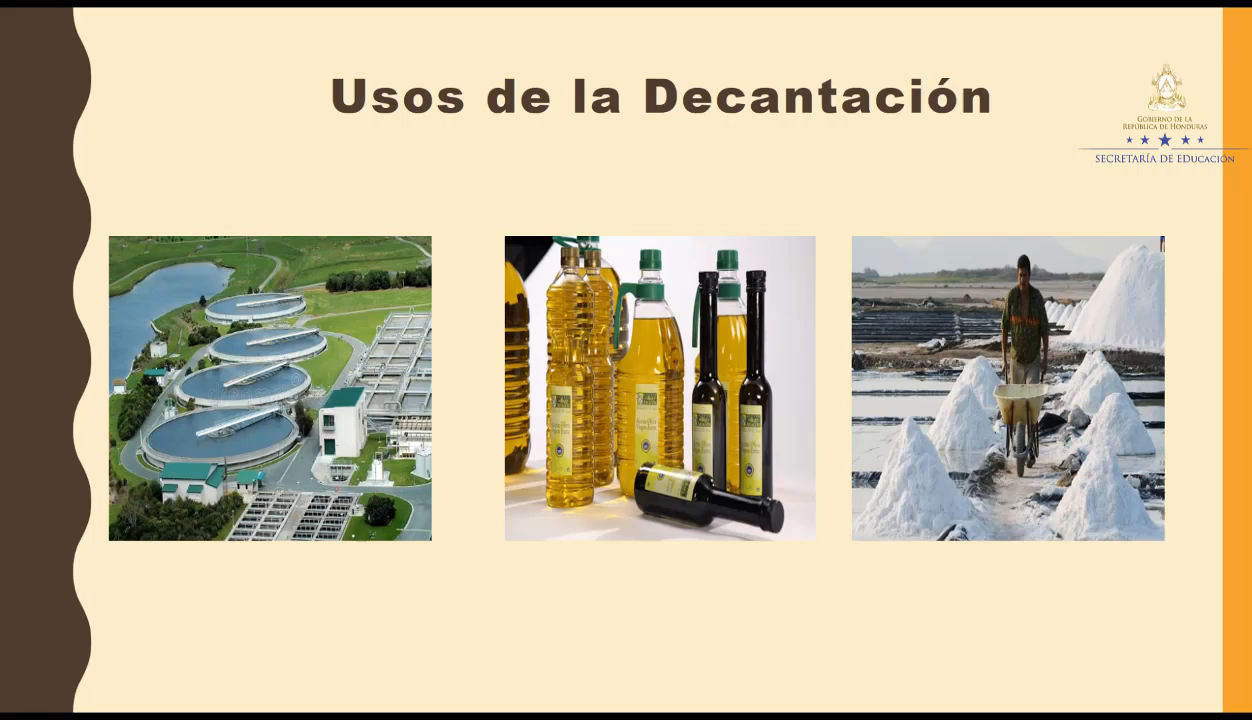 Usos de la Decantación
GOBIERNO DE LA
REPÚBLICA DE HONDURAS
SECRETARÍA DE EDUCACIÓN